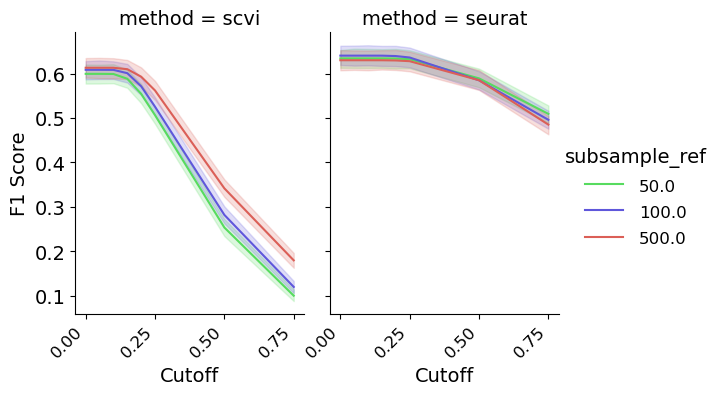 method = scvi
method = seurat
F1 Score
0.6
0.5
0.4
0.3
0.2
0.1
0.00
0.25
0.50
0.75
0.00
0.25
0.50
0.75
Cutoff
Cutoff
subsample_ref
50.0
100.0
500.0